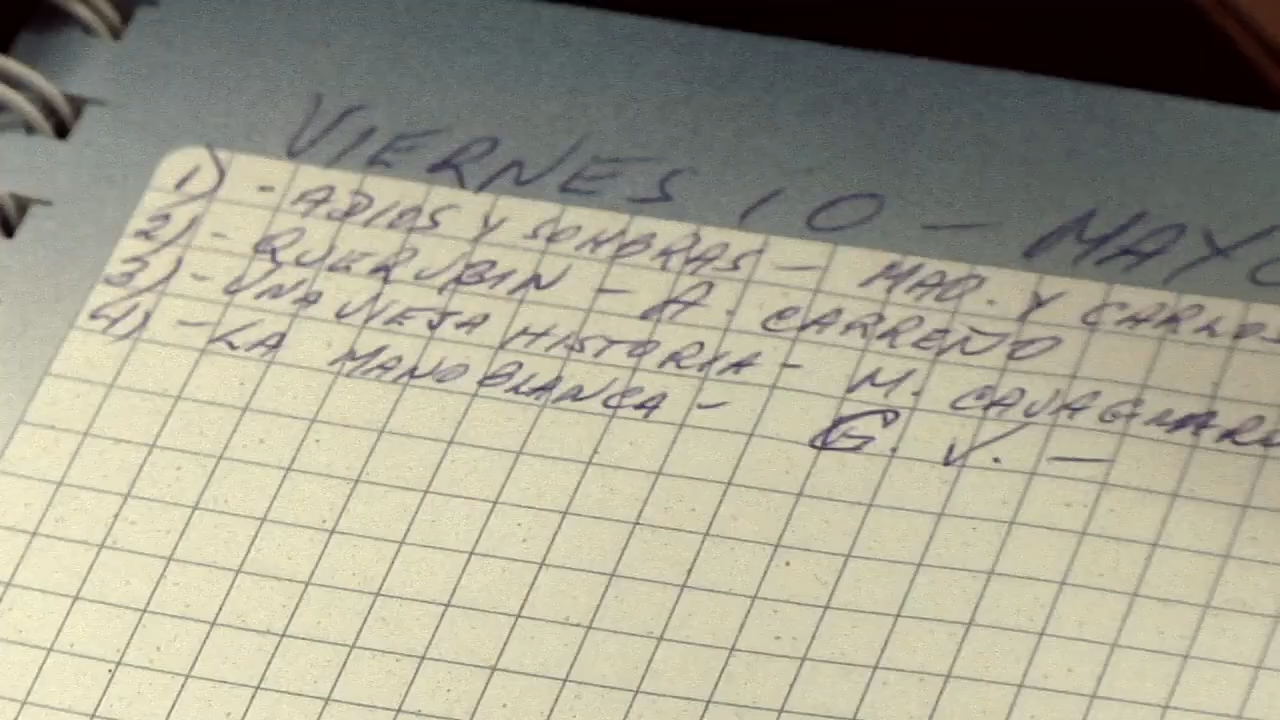 VIERNES 10 - MAYO
1) - ADIOS Y SOMBRAS - MAQ. Y CARLOS
2) - QUERUBIN - A. CARREÑO
3) - UNA VIEJA HISTORIA - M. CAVAGNARO
4) - LA MANO BLANCA - G. V. -